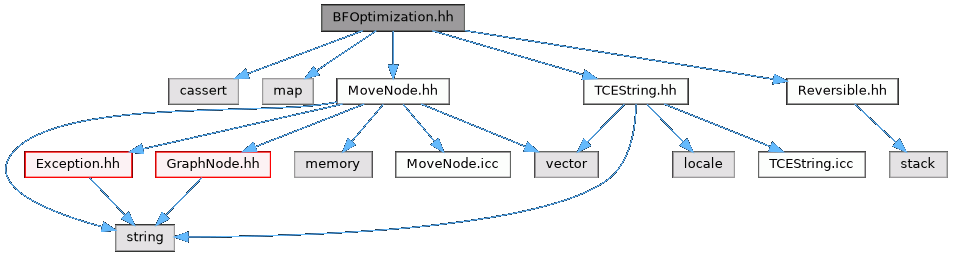 BFOptimization.hh
cassert
map
MoveNode.hh
TCEString.hh
Reversible.hh
Exception.hh
GraphNode.hh
memory
MoveNode.icc
vector
locale
TCEString.icc
stack
string